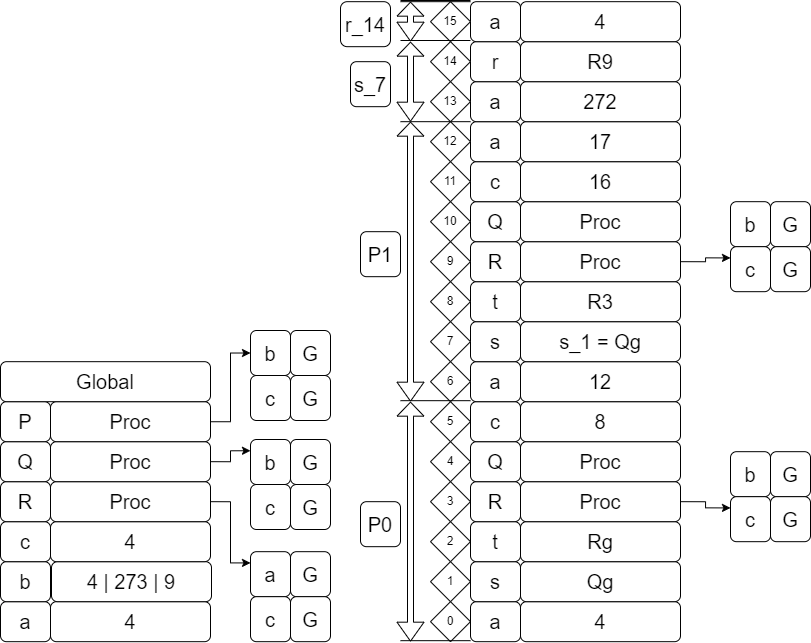 r_14
s_7
P1
P0
15 a 4
14 r R9
13 a 272
12 a 17
11 c 16
10 Q Proc
9 R Proc
8 t R3
7 s s_1 = Qg
6 a 12
5 c 8
4 Q Proc
3 R Proc
2 t Rg
1 s Qg
0 a 4
b G
c G
b G
c G
Global
P Proc
Q Proc
R Proc
c 4
b 4 | 273 | 9
a 4
b G
c G
b G
c G
a G
c G